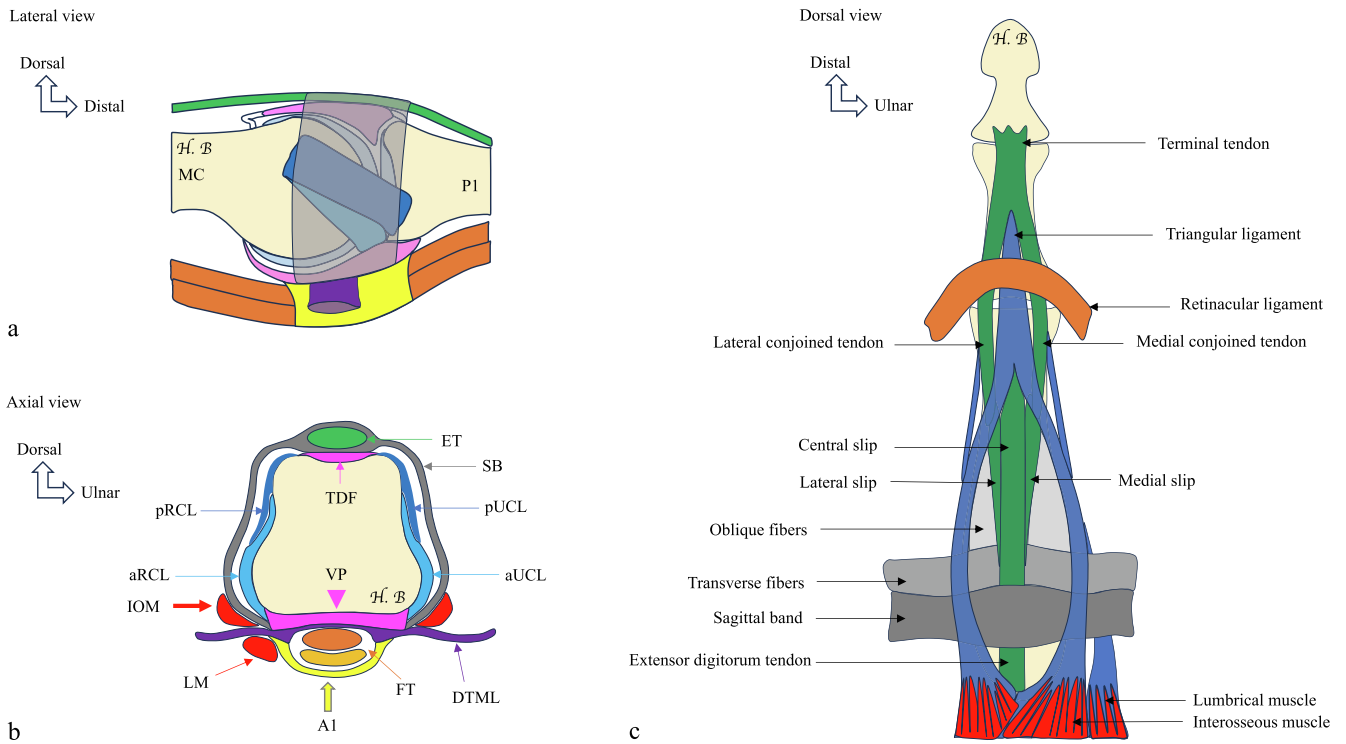 Lateral view
Dorsal
Distal
H. B
MC
P1
a
Axial view
Dorsal
Ulnar
ET
SB
TDF
pRCL
pUCL
aRCL
VP
aUCL
IOM
H. B
LM
FT
DTML
A1
b
Dorsal view
Distal
Ulnar
H. B
Terminal tendon
Triangular ligament
Retinacular ligament
Lateral conjoined tendon
Medial conjoined tendon
Central slip
Lateral slip
Medial slip
Oblique fibers
Transverse fibers
Sagittal band
Extensor digitorum tendon
Lumbrical muscle
Interosseous muscle
c